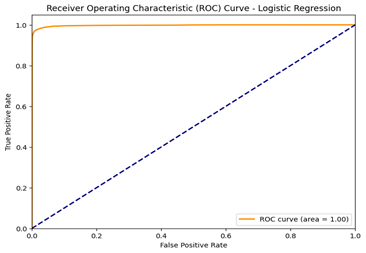 Receiver Operating Characteristic (ROC) Curve - Logistic Regression
True Positive Rate
1.0
0.8
0.6
0.4
0.2
0.0
ROC curve (area = 1.00)
0.0 0.2 0.4 0.6 0.8 1.0
False Positive Rate